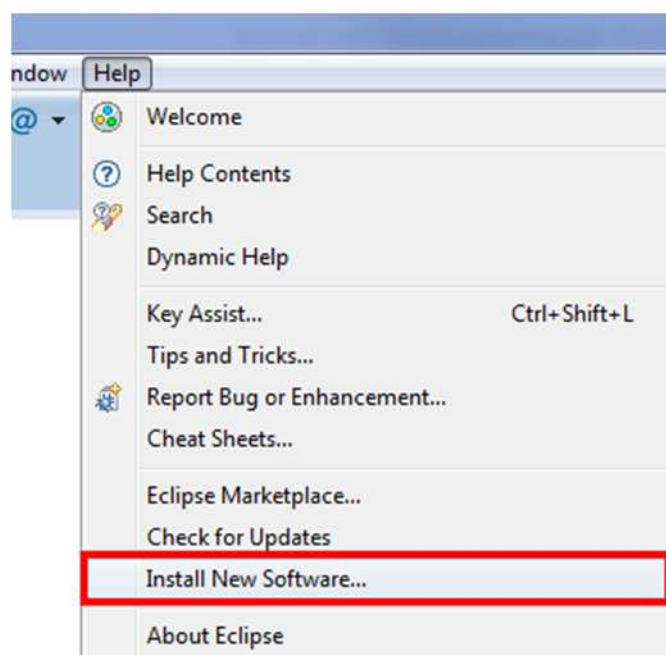 ndow Help
@
Welcome
Help Contents
Search
Dynamic Help
Key Assist... Ctrl+Shift+L
Tips and Tricks...
Report Bug or Enhancement...
Cheat Sheets...
Eclipse Marketplace...
Check for Updates
Install New Software...
About Eclipse